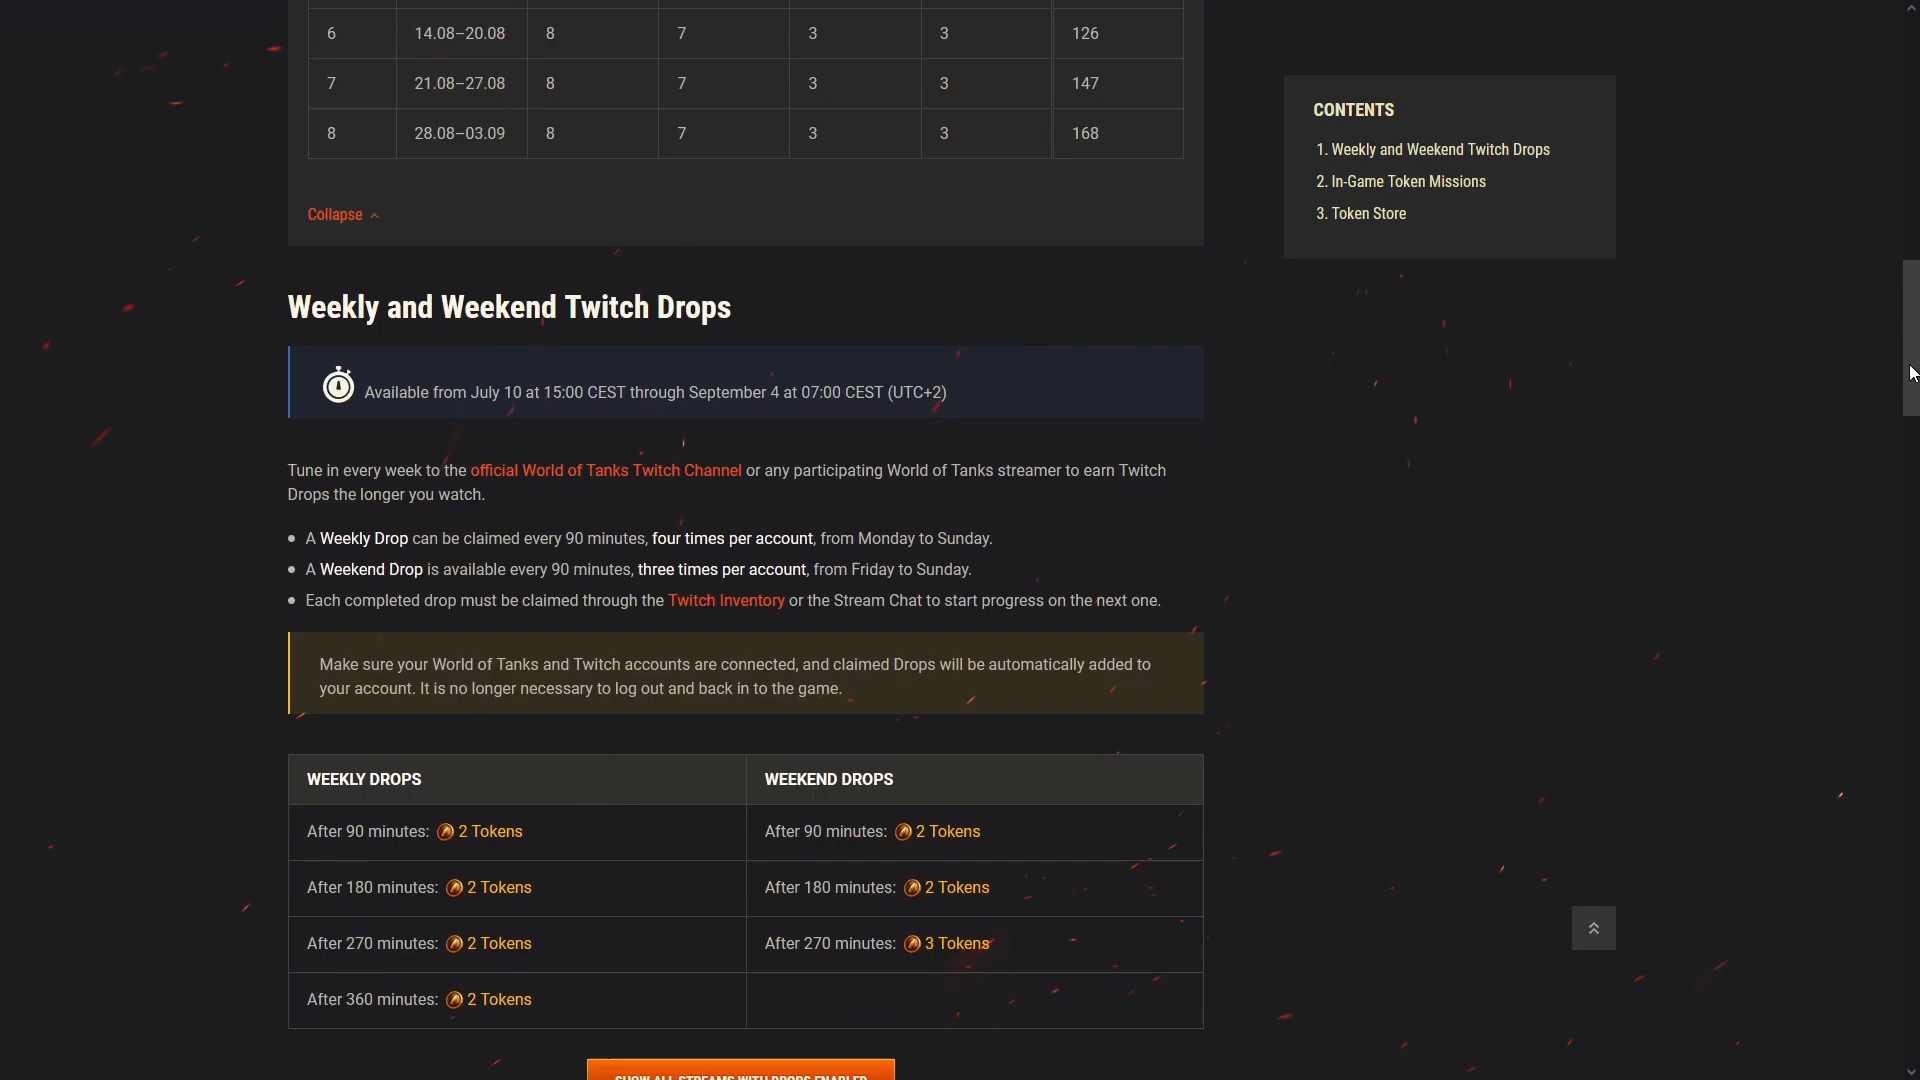 6 14.08–20.08 8 7 3 3 126
7 21.08–27.08 8 7 3 3 147
8 28.08–03.09 8 7 3 3 168
Collapse
CONTENTS
1. Weekly and Weekend Twitch Drops
2. In-Game Token Missions
3. Token Store
Weekly and Weekend Twitch Drops
Available from July 10 at 15:00 CEST through September 4 at 07:00 CEST (UTC+2)
Tune in every week to the official World of Tanks Twitch Channel or any participating World of Tanks streamer to earn Twitch
Drops the longer you watch.
A Weekly Drop can be claimed every 90 minutes, four times per account, from Monday to Sunday.
A Weekend Drop is available every 90 minutes, three times per account, from Friday to Sunday.
Each completed drop must be claimed through the Twitch Inventory or the Stream Chat to start progress on the next one.
Make sure your World of Tanks and Twitch accounts are connected, and claimed Drops will be automatically added to
your account. It is no longer necessary to log out and back in to the game.
WEEKLY DROPS WEEKEND DROPS
After 90 minutes: 2 Tokens After 90 minutes: 2 Tokens
After 180 minutes: 2 Tokens After 180 minutes: 2 Tokens
After 270 minutes: 2 Tokens After 270 minutes: 3 Tokens
After 360 minutes: 2 Tokens
SHOW ALL STREAMS WITH DROPS ENABLED